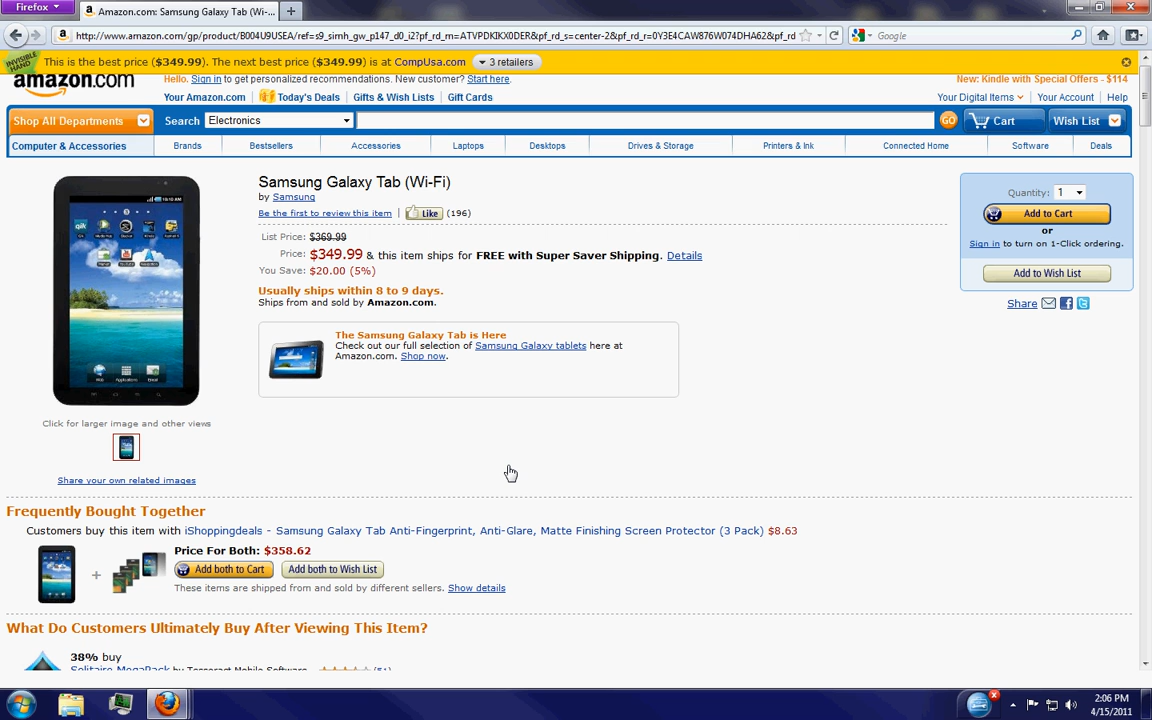 Firefox
Amazon.com: Samsung Galaxy Tab (Wi-...
http://www.amazon.com/gp/product/B004U9USEA/ref=s9_simh_gw_p147_d0_i2?pf_rd_m=ATVPDKIKX0DER&pf_rd_s=center-2&pf_rd_r=0Y3E4CAW876W074DHA62&pf_rd
Google
INVISIBLE HAND
This is the best price ($349.99). The next best price ($349.99) is at CompUsa.com
3 retailers
amazon.com
Hello. Sign in to get personalized recommendations. New customer? Start here.
New: Kindle with Special Offers - $114
Your Amazon.com
Today's Deals
Gifts & Wish Lists
Gift Cards
Your Digital Items
Your Account
Help
Shop All Departments
Search
Electronics
GO
Cart
Wish List
Computer & Accessories
Brands
Bestsellers
Accessories
Laptops
Desktops
Drives & Storage
Printers & Ink
Connected Home
Software
Deals
Samsung Galaxy Tab (Wi-Fi)
by Samsung
Be the first to review this item | Like (196)
List Price: $369.99
Price: $349.99 & this item ships for FREE with Super Saver Shipping. Details
You Save: $20.00 (5%)
Usually ships within 8 to 9 days.
Ships from and sold by Amazon.com.
The Samsung Galaxy Tab is Here
Check out our full selection of Samsung Galaxy tablets here at
Amazon.com. Shop now.
Quantity: 1
Add to Cart
or
Sign in to turn on 1-Click ordering.
Add to Wish List
Share
Click for larger image and other views
Share your own related images
Frequently Bought Together
Customers buy this item with iShoppingdeals - Samsung Galaxy Tab Anti-Fingerprint, Anti-Glare, Matte Finishing Screen Protector (3 Pack) $8.63
Price For Both: $358.62
+
Add both to Cart
Add both to Wish List
These items are shipped from and sold by different sellers. Show details
What Do Customers Ultimately Buy After Viewing This Item?
38% buy
Solitaire MegaPack by Tesseract Mobile Software
(51)
2:06 PM
4/15/2011